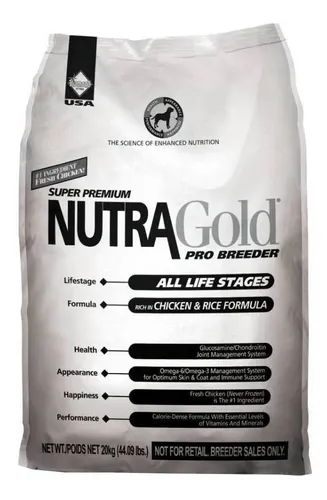 USA
THE SCIENCE OF ENHANCED NUTRITION
#1 INGREDIENT
FRESH CHICKEN!
SUPER PREMIUM
NUTRAGold®
PRO BREEDER
Lifestage ALL LIFE STAGES
Formula RICH IN CHICKEN & RICE FORMULA
Health Glucosamine/Chondroitin
Joint Management System
Appearance Omega-6/Omega-3 Management System
for Optimum Skin & Coat and Immune Support
Happiness Fresh Chicken (Never Frozen)
is The #1 Ingredient
Performance Calorie-Dense Formula With Essential Levels
of Vitamins And Minerals
NET WT./POIDS NET 20kg (44.09 lbs.) NOT FOR RETAIL. BREEDER SALES ONLY.